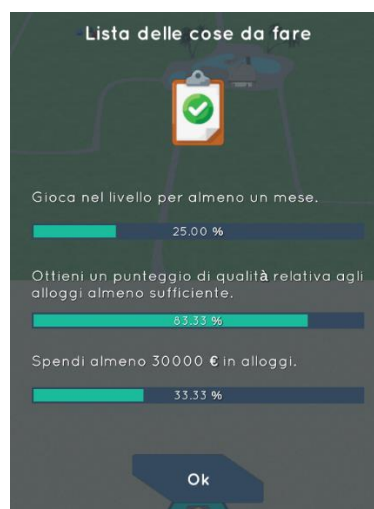 Lista delle cose da fare
Gioca nel livello per almeno un mese.
25.00 %
Ottieni un punteggio di qualità relativa agli
alloggi almeno sufficiente.
83.33 %
Spendi almeno 30000 € in alloggi.
33.33 %
Ok